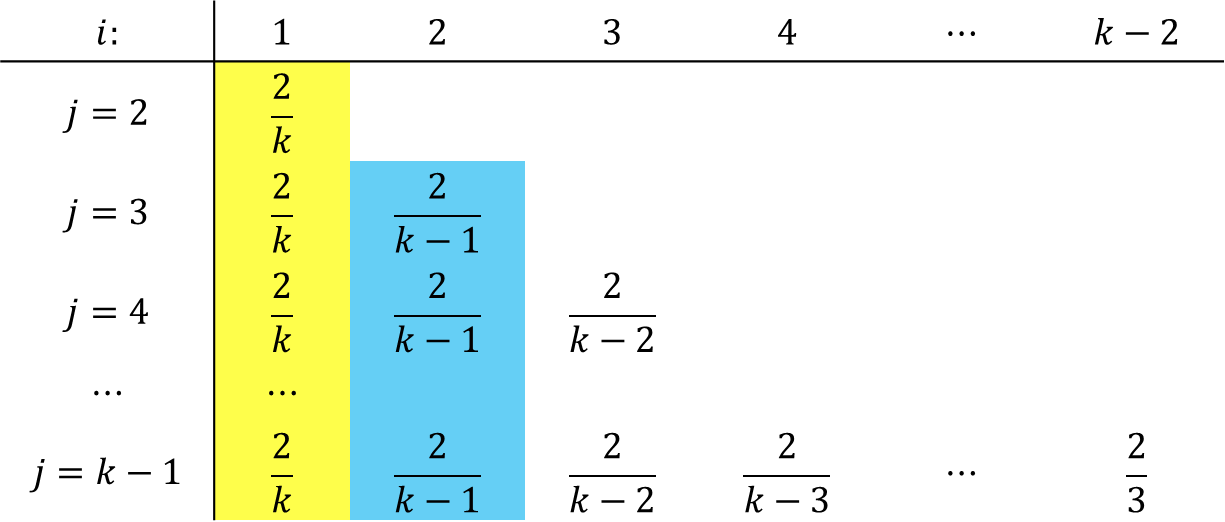 i: 1 2 3 4 ⋯ k − 2
j = 2 2/k
j = 3 2/k 2/(k − 1)
j = 4 2/k 2/(k − 1) 2/(k − 2)
⋯ ⋯
j = k − 1 2/k 2/(k − 1) 2/(k − 2) 2/(k − 3) ⋯ 2/3